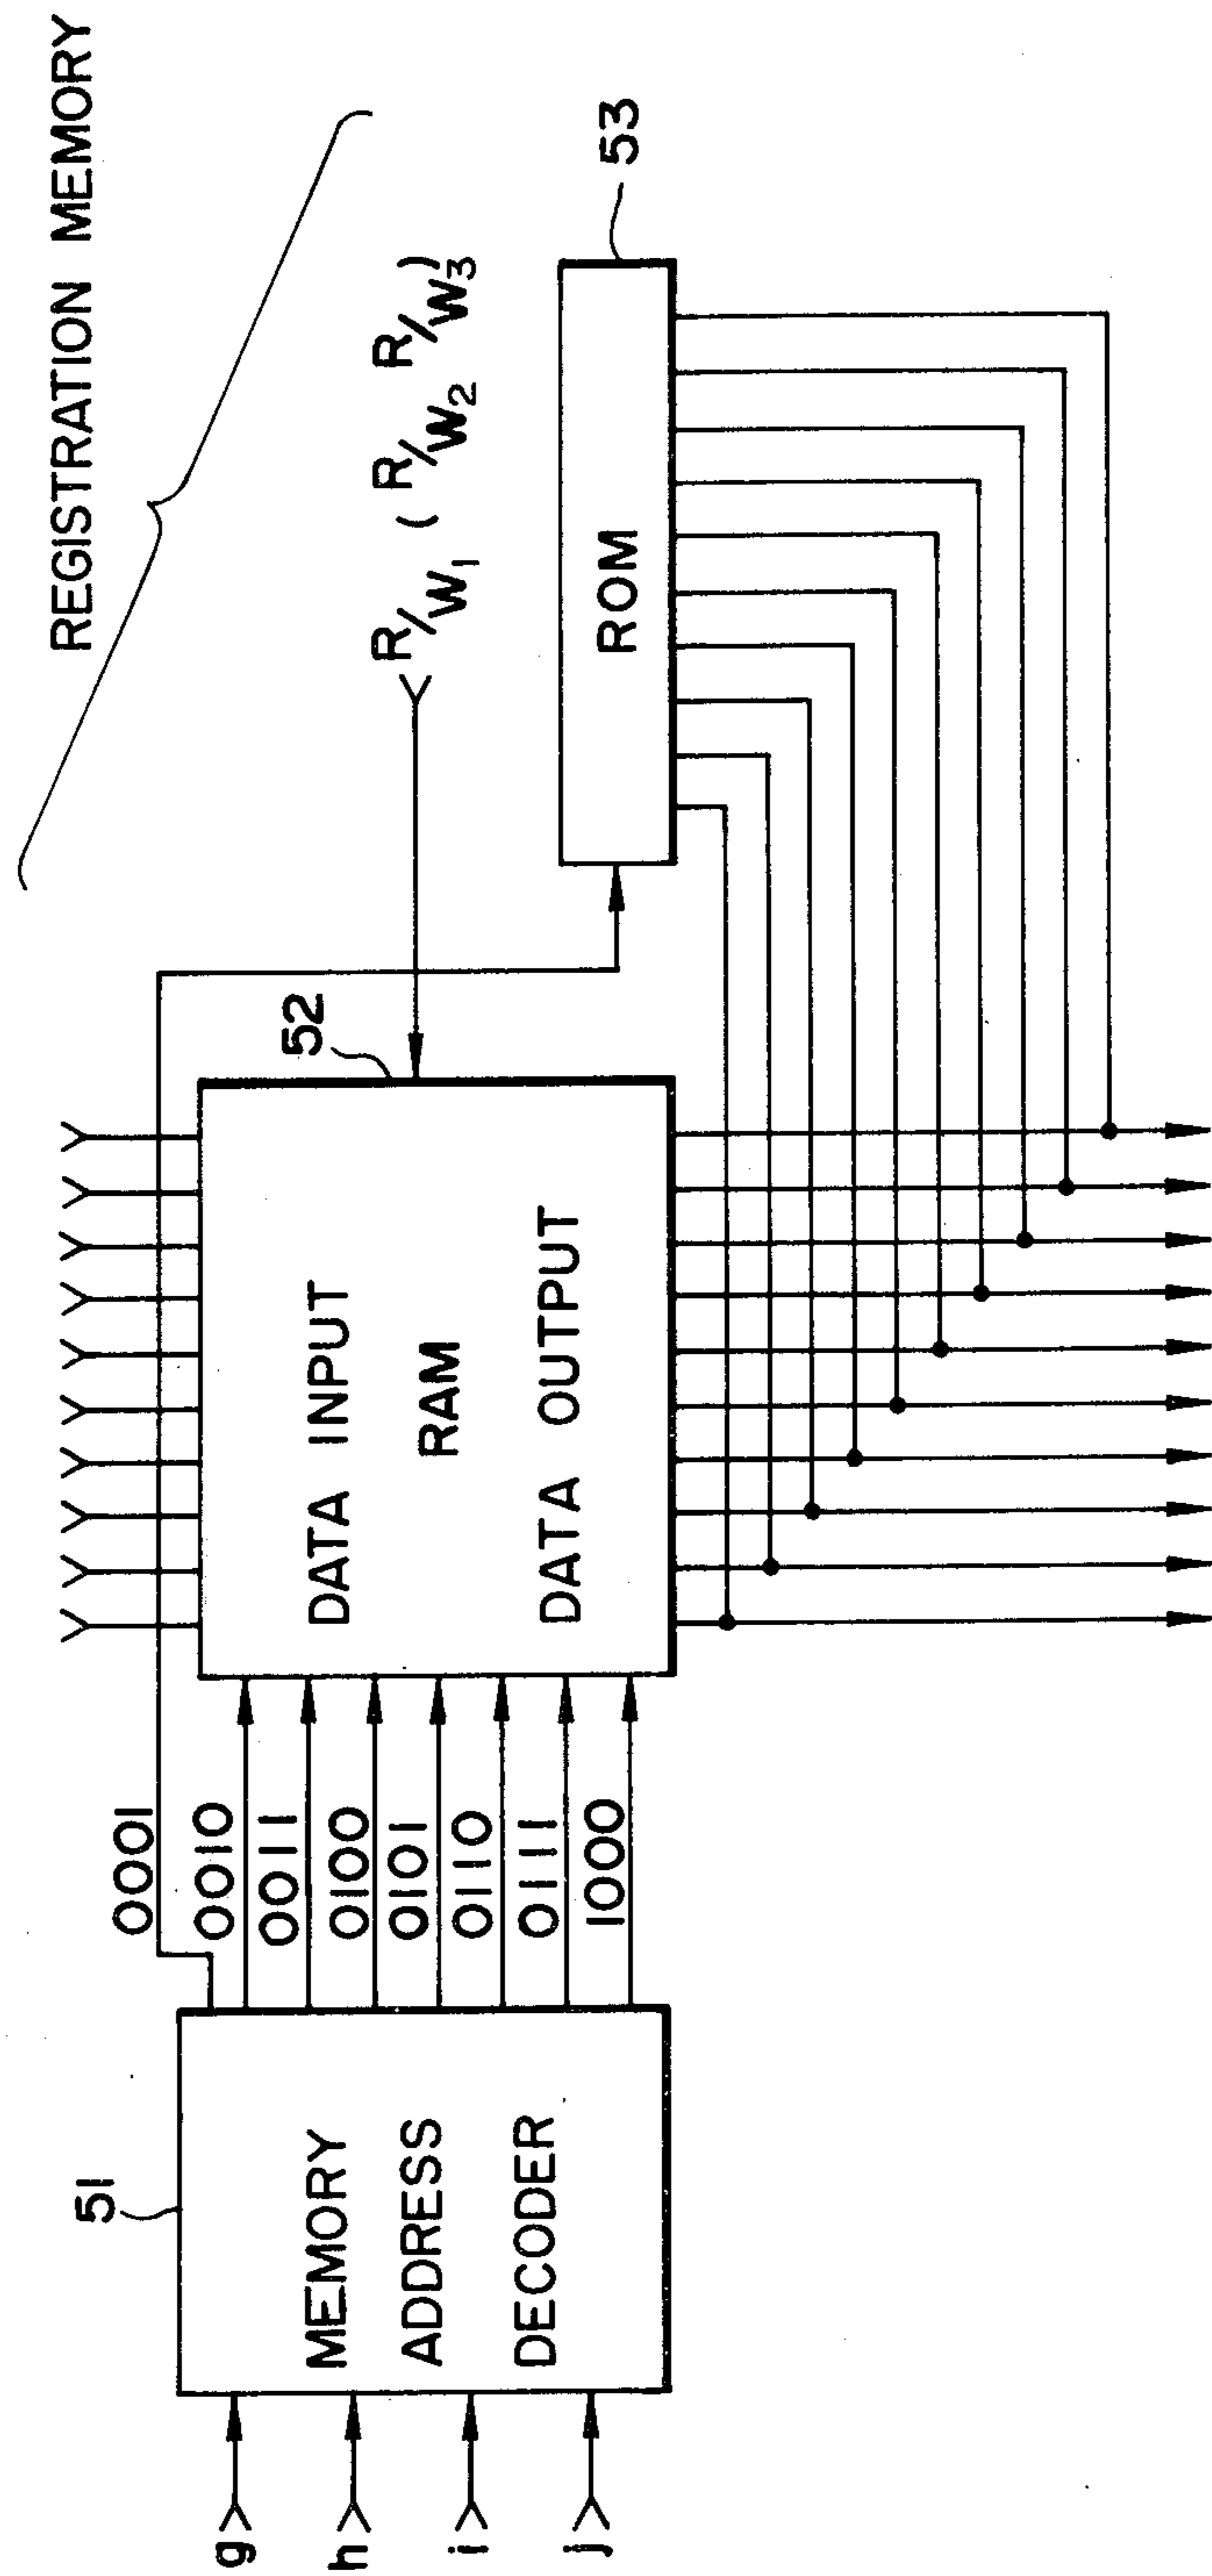 REGISTRATION MEMORY
R/W1 ( R/W2 R/W3)
53
ROM
52
DATA INPUT
RAM
DATA OUTPUT
0001
0010
0011
0100
0101
0110
0111
1000
51
MEMORY
ADDRESS
DECODER
g
h
i
j